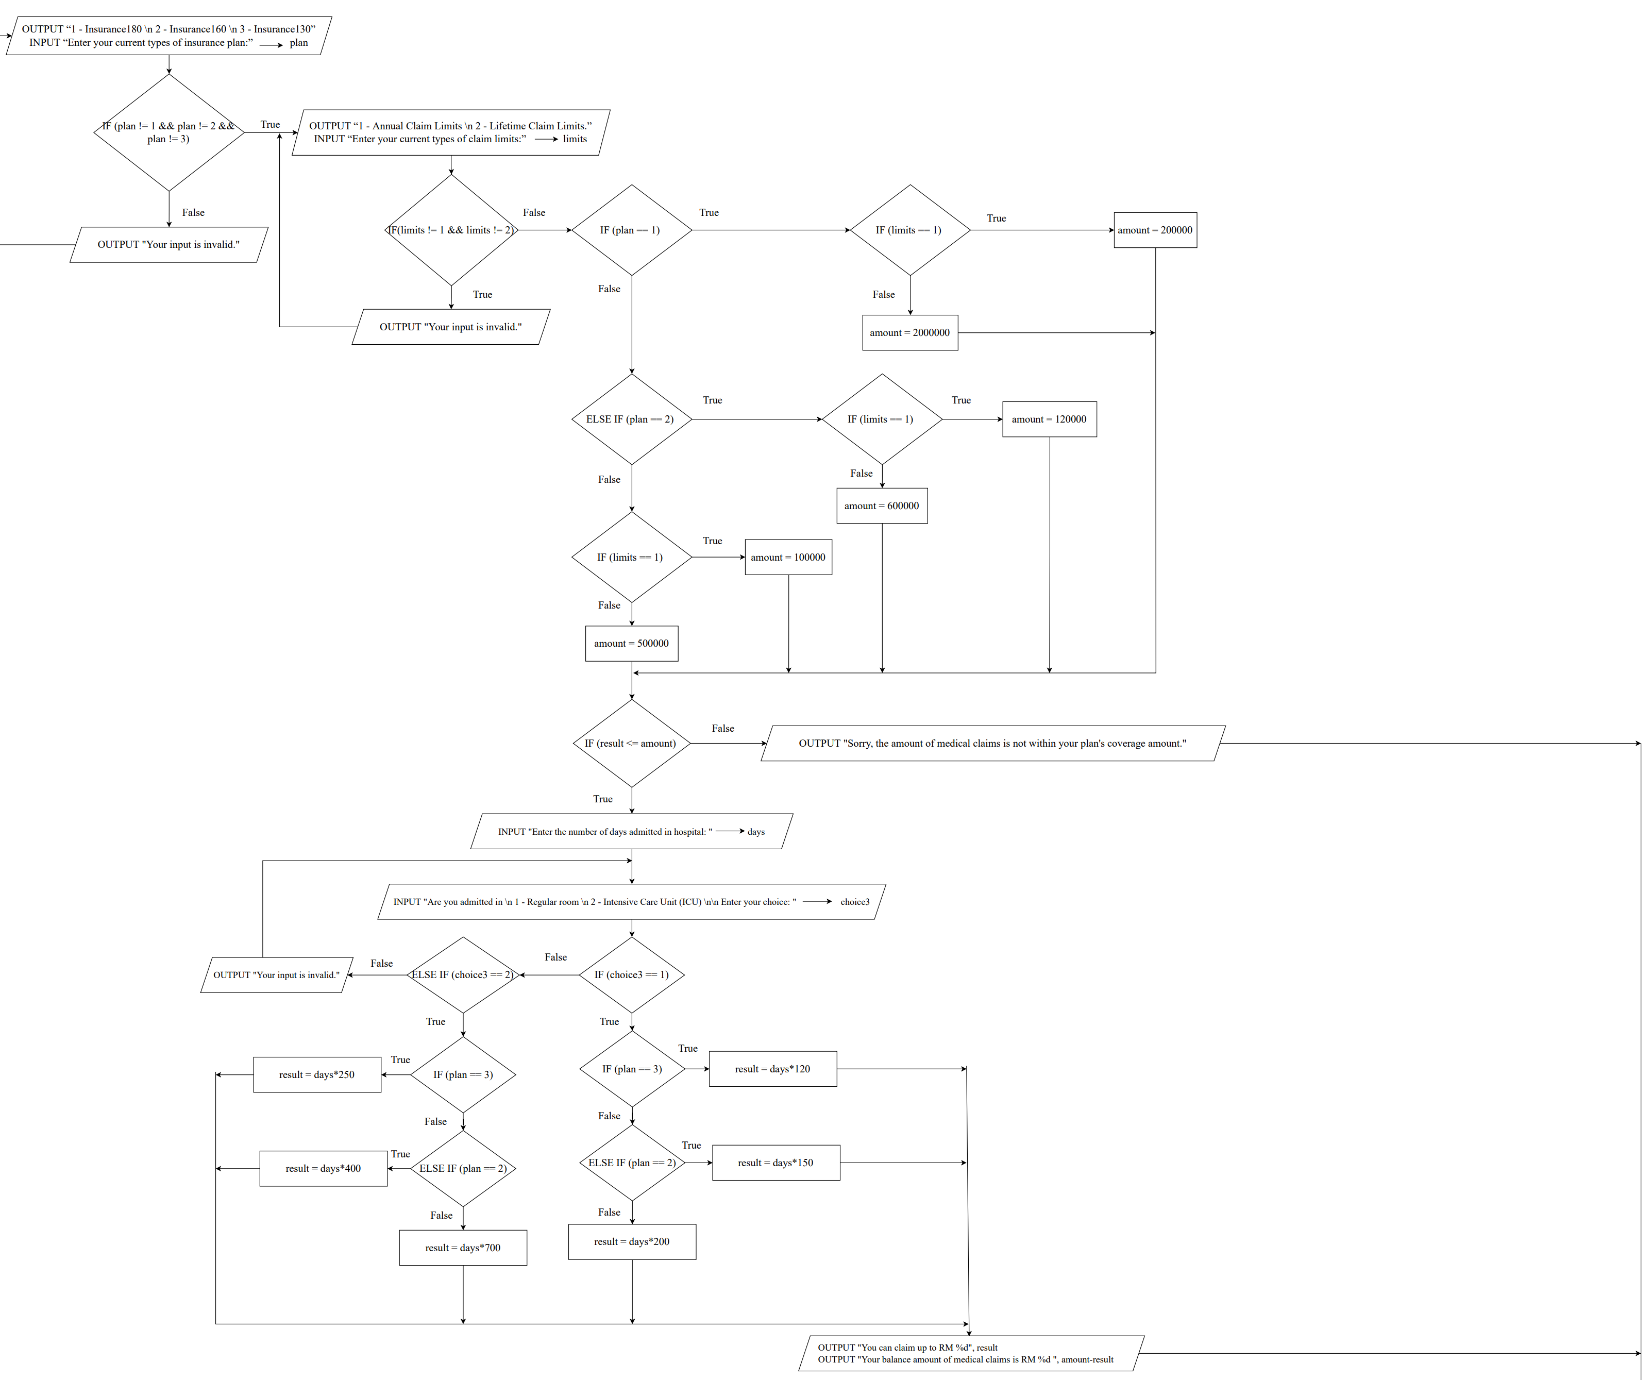 OUTPUT “1 - Insurance180 \n 2 - Insurance160 \n 3 - Insurance130”
INPUT “Enter your current types of insurance plan:” plan
IF (plan != 1 && plan != 2 &&
plan != 3)
True
OUTPUT “1 - Annual Claim Limits \n 2 - Lifetime Claim Limits.”
INPUT “Enter your current types of claim limits:” limits
False
OUTPUT "Your input is invalid."
IF(limits != 1 && limits != 2)
False
IF (plan == 1)
True
IF (limits == 1)
True
amount = 200000
True
False
False
OUTPUT "Your input is invalid."
amount = 2000000
ELSE IF (plan == 2)
True
IF (limits == 1)
True
amount = 120000
False
False
amount = 600000
IF (limits == 1)
True
amount = 100000
False
amount = 500000
IF (result <= amount)
False
OUTPUT "Sorry, the amount of medical claims is not within your plan's coverage amount."
True
INPUT "Enter the number of days admitted in hospital: " days
INPUT "Are you admitted in \n 1 - Regular room \n 2 - Intensive Care Unit (ICU) \n\n Enter your choice: " choice3
OUTPUT "Your input is invalid."
False
ELSE IF (choice3 == 2)
False
IF (choice3 == 1)
True
True
result = days*250
True
IF (plan == 3)
IF (plan == 3)
True
result = days*120
False
False
result = days*400
True
ELSE IF (plan == 2)
ELSE IF (plan == 2)
True
result = days*150
False
False
result = days*700
result = days*200
OUTPUT "You can claim up to RM %d", result
OUTPUT "Your balance amount of medical claims is RM %d ", amount-result